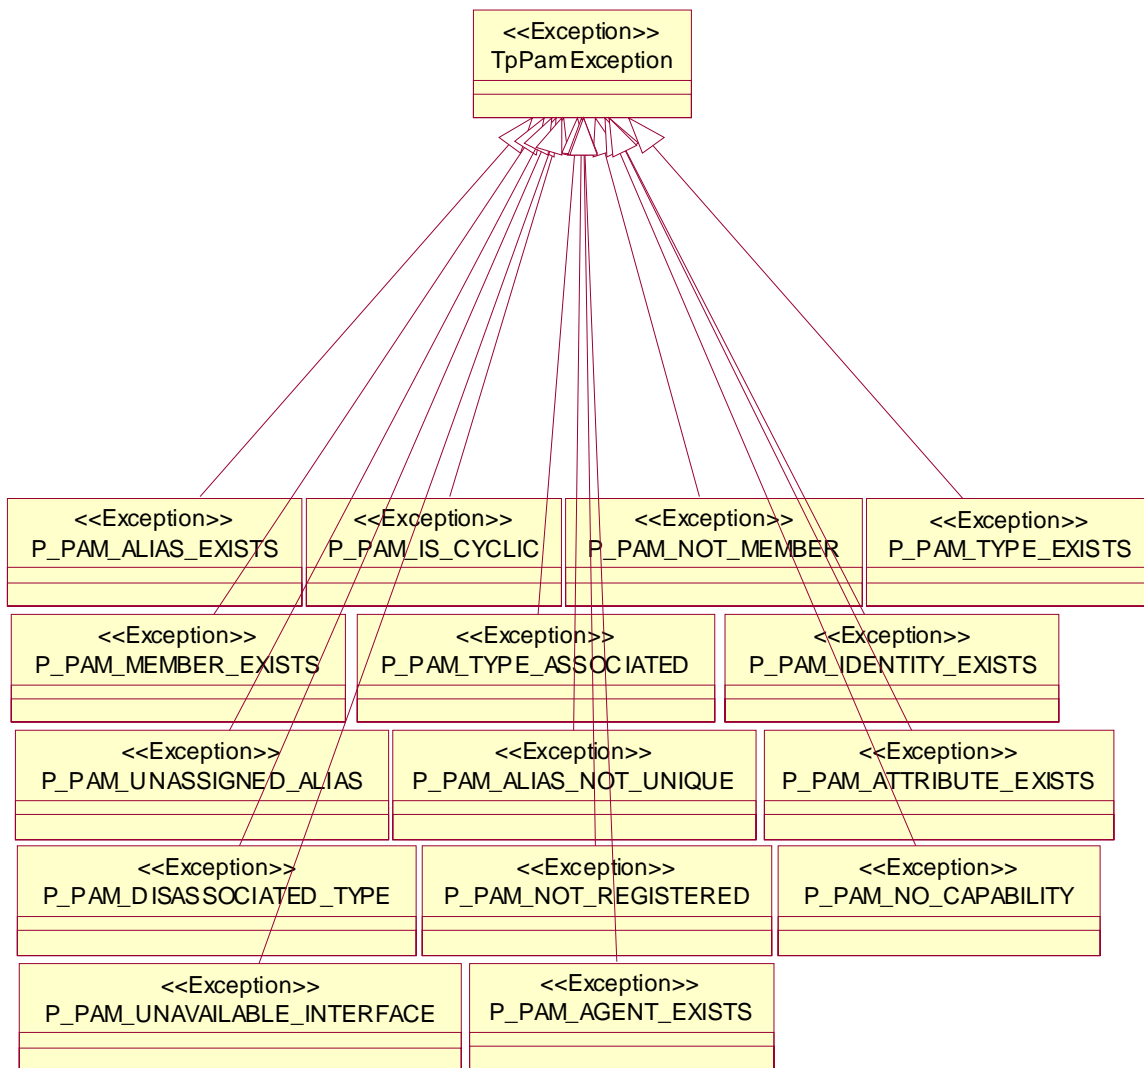 <<Exception>>
TpPamException
<<Exception>>
P_PAM_ALIAS_EXISTS
<<Exception>>
P_PAM_IS_CYCLIC
<<Exception>>
P_PAM_NOT_MEMBER
<<Exception>>
P_PAM_TYPE_EXISTS
<<Exception>>
P_PAM_MEMBER_EXISTS
<<Exception>>
P_PAM_TYPE_ASSOCIATED
<<Exception>>
P_PAM_IDENTITY_EXISTS
<<Exception>>
P_PAM_UNASSIGNED_ALIAS
<<Exception>>
P_PAM_ALIAS_NOT_UNIQUE
<<Exception>>
P_PAM_ATTRIBUTE_EXISTS
<<Exception>>
P_PAM_DISASSOCIATED_TYPE
<<Exception>>
P_PAM_NOT_REGISTERED
<<Exception>>
P_PAM_NO_CAPABILITY
<<Exception>>
P_PAM_UNAVAILABLE_INTERFACE
<<Exception>>
P_PAM_AGENT_EXISTS